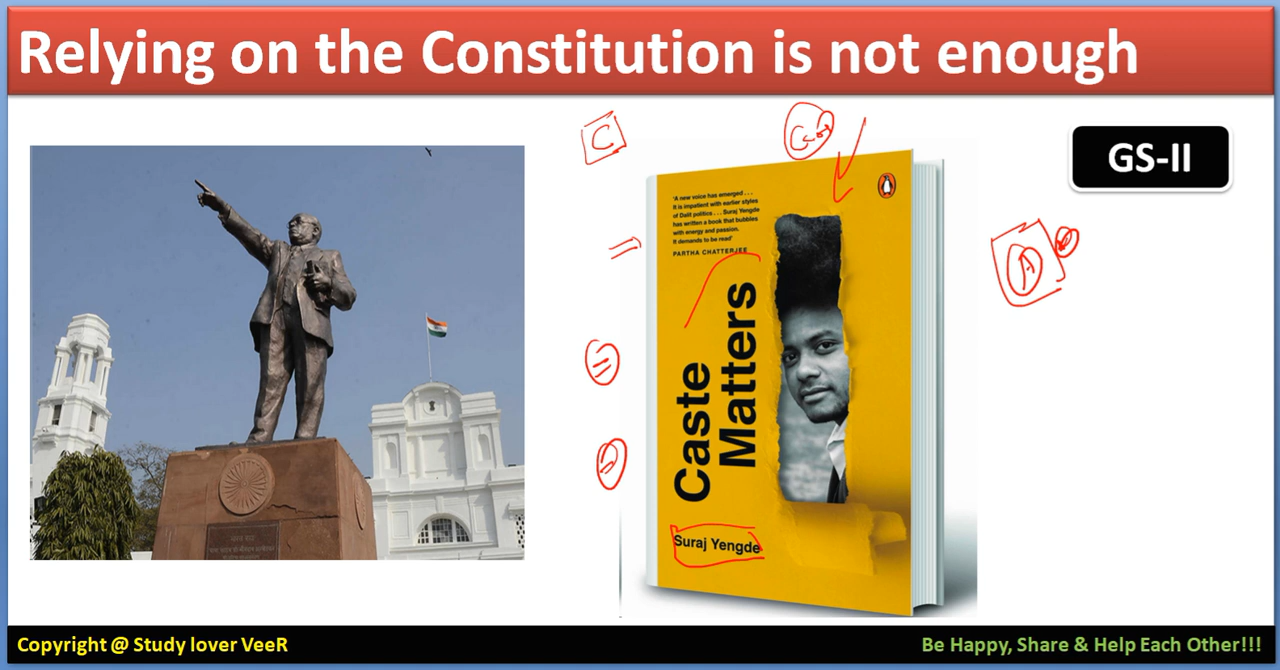 Relying on the Constitution is not enough
GS-II
C
'A new voice has emerged . . .
It is impatient with earlier styles
of Dalit politics . . . Suraj Yengde
has written a book that bubbles
with energy and passion.
It demands to be read'
PARTHA CHATTERJEE
A
Caste
Matters
Suraj Yengde
Copyright @ Study lover VeeR
Be Happy, Share & Help Each Other!!!